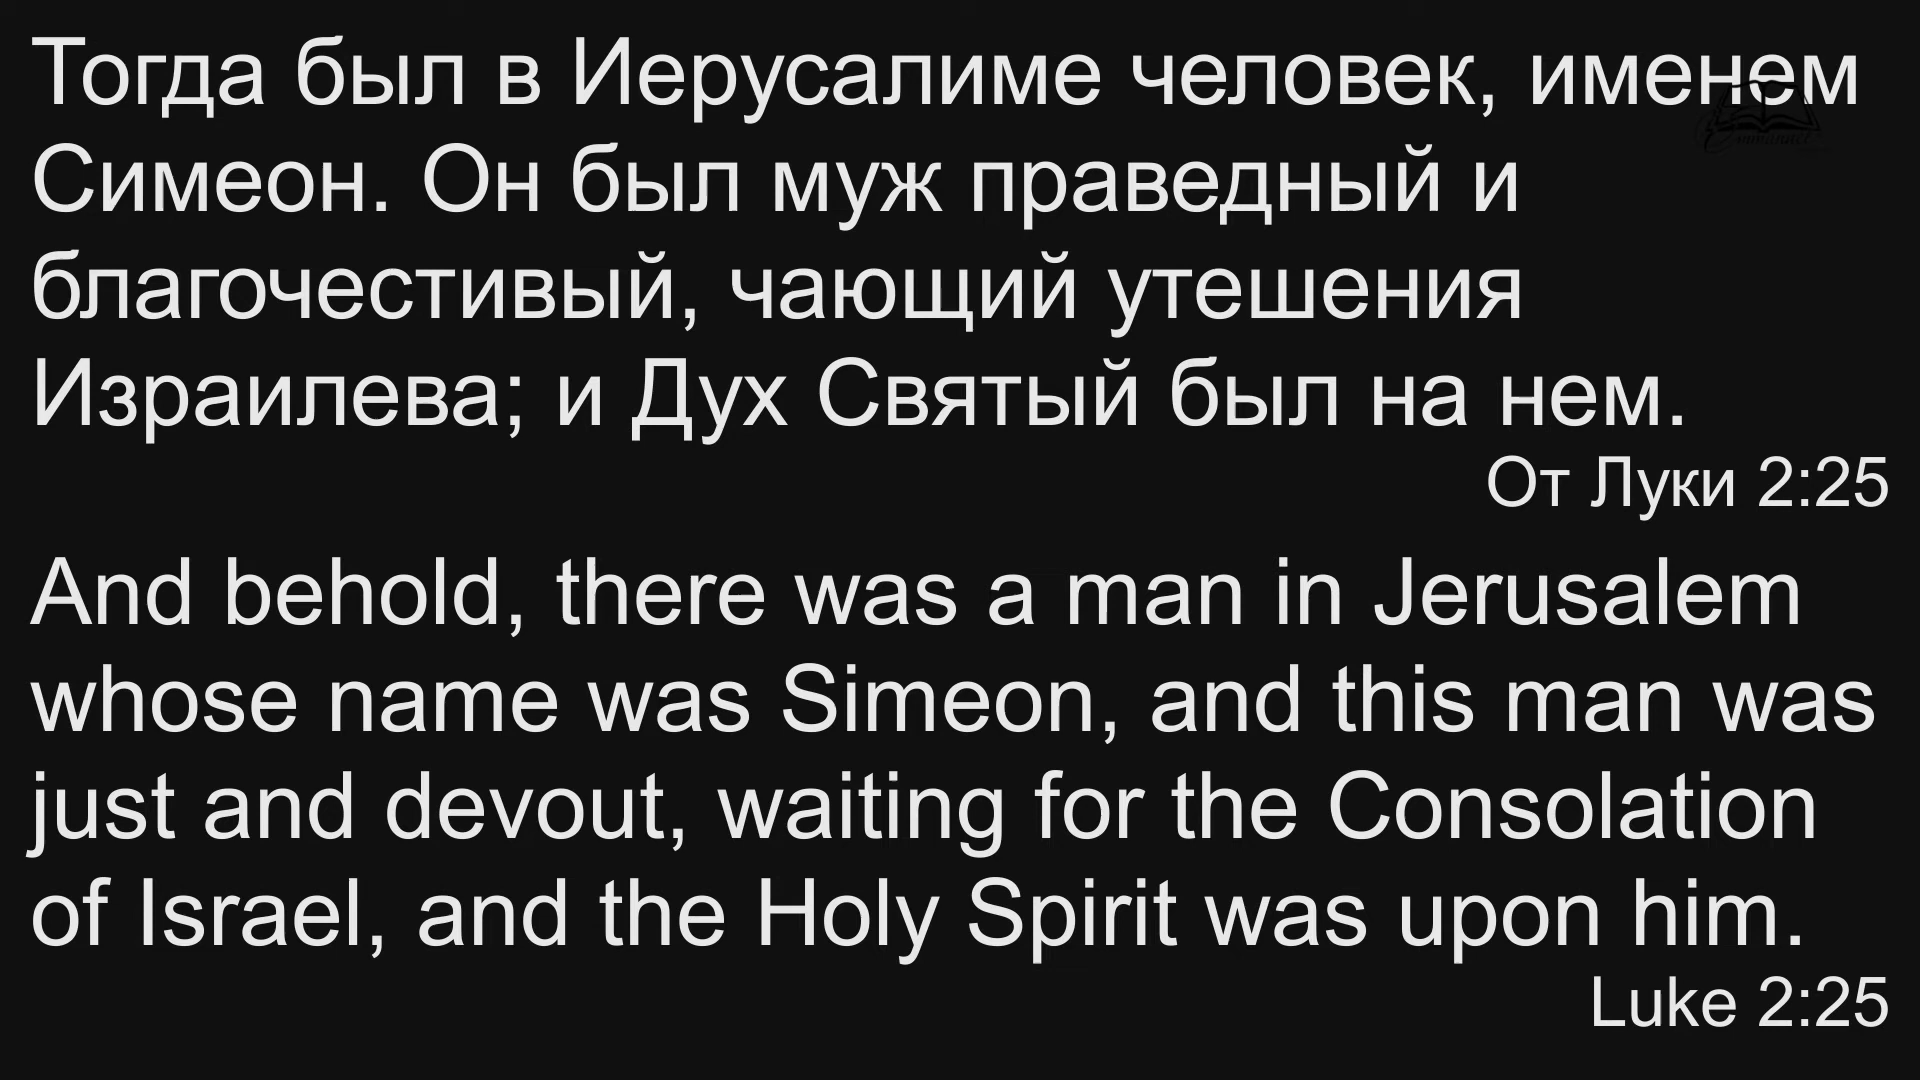 Тогда был в Иерусалиме человек, именем
Симеон. Он был муж праведный и
благочестивый, чающий утешения
Израилева; и Дух Святый был на нем.
От Луки 2:25
And behold, there was a man in Jerusalem
whose name was Simeon, and this man was
just and devout, waiting for the Consolation
of Israel, and the Holy Spirit was upon him.
Luke 2:25